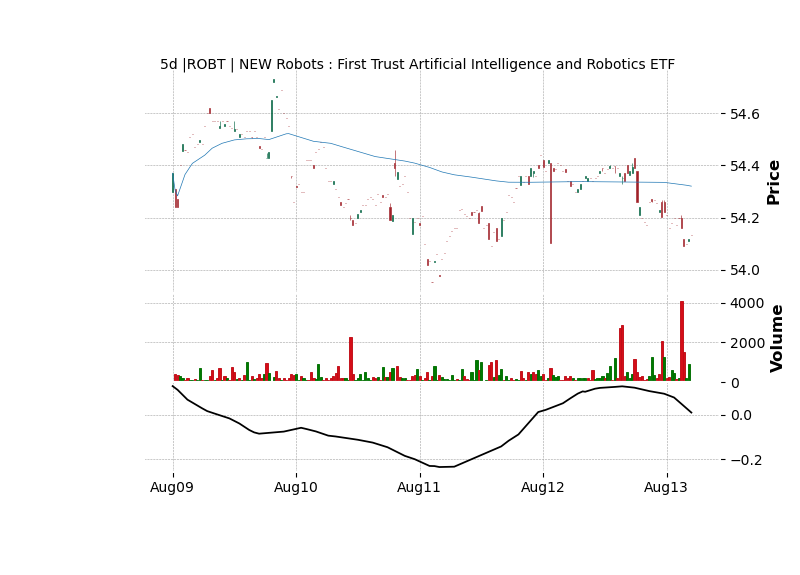 5d |ROBT | NEW Robots : First Trust Artificial Intelligence and Robotics ETF
54.6
54.4
54.2
54.0
Price
4000
2000
0
Volume
0.0
−0.2
Aug09 Aug10 Aug11 Aug12 Aug13